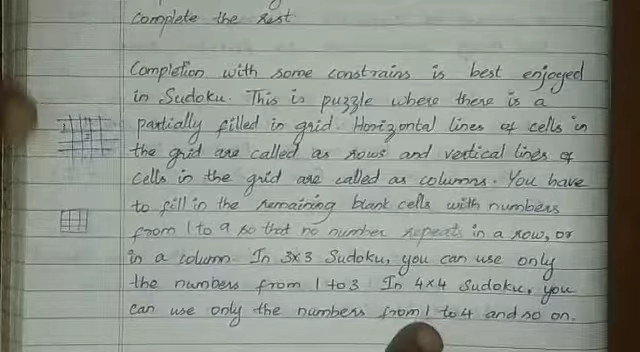 complete the rest
Completion with some constrains is best enjoyed
in Sudoku. This is puzzle where there is a
partially filled in grid. Horizontal lines of cells in
the grid are called as rows and vertical lines of
cells in the grid are called as columns. You have
to fill in the remaining blank cells with numbers
from 1 to 9 so that no number repeats in a row, or
in a column. In 3x3 Sudoku, you can use only
the numbers from 1 to 3 In 4x4 Sudoku, you
can use only the numbers from 1 to 4 and so on.